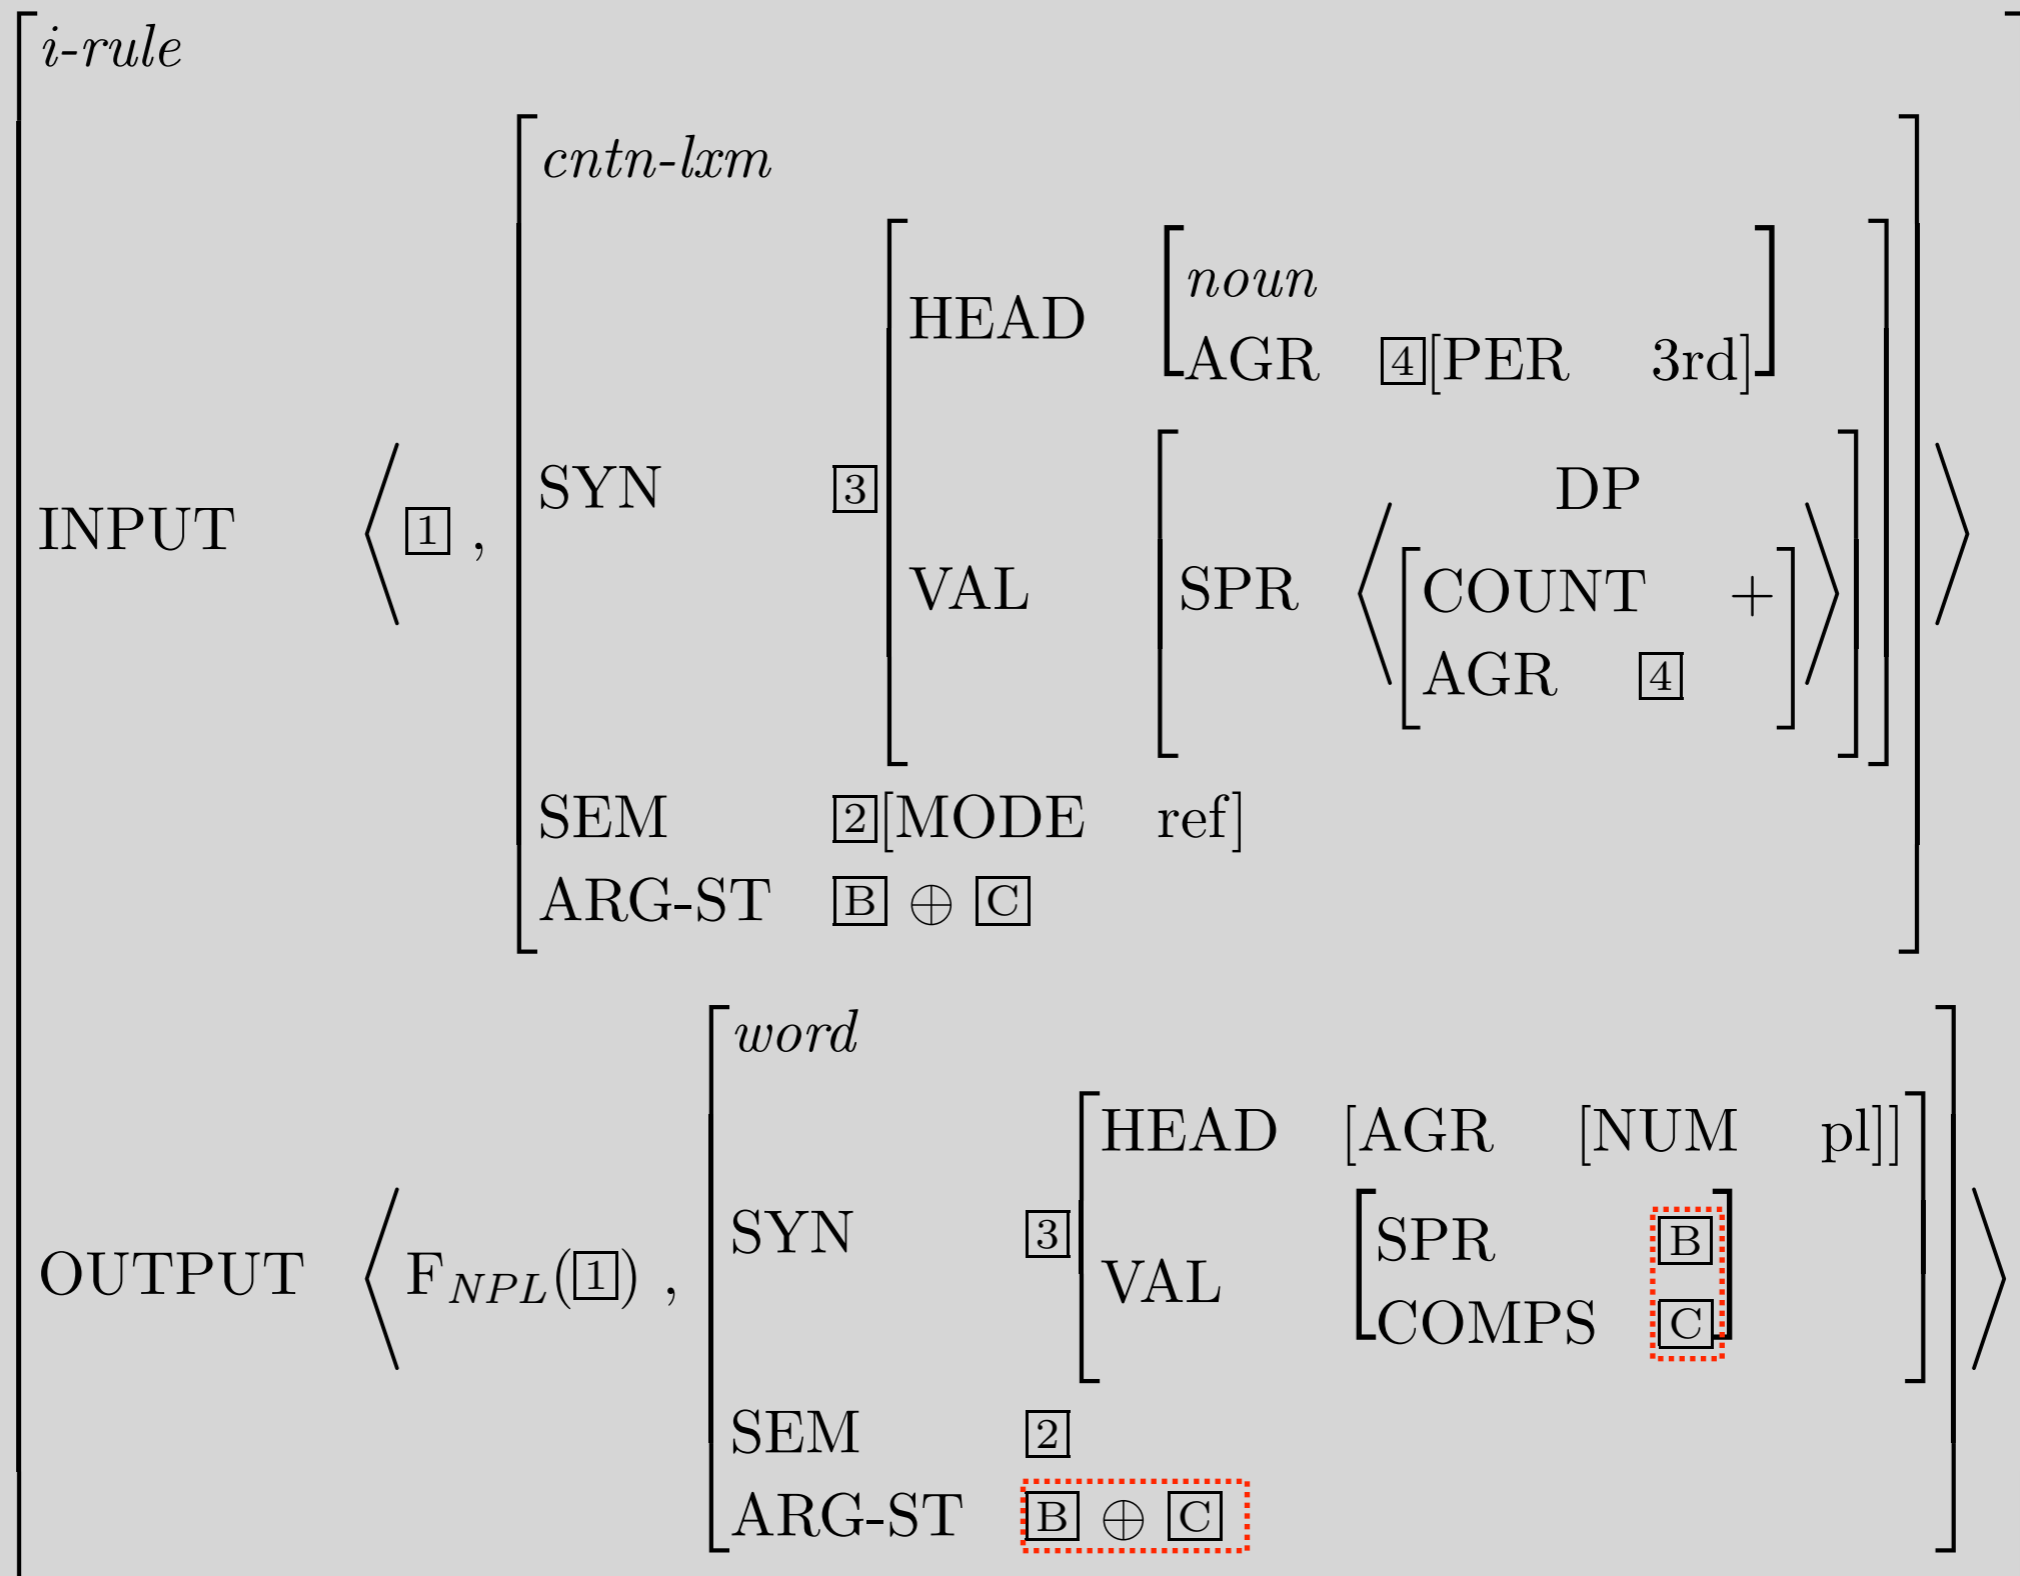 i-rule
cntn-lxm
noun
HEAD
AGR 4 [PER 3rd]
SYN 3
DP
INPUT ⟨ 1 , ⟩
VAL SPR ⟨ COUNT + ⟩
AGR 4
SEM 2 [MODE ref]
ARG-ST B ⊕ C
word
HEAD [AGR [NUM pl]]
SYN 3
SPR B
OUTPUT ⟨ F_NPL(1) , ⟩
VAL
COMPS C
SEM 2
ARG-ST B ⊕ C